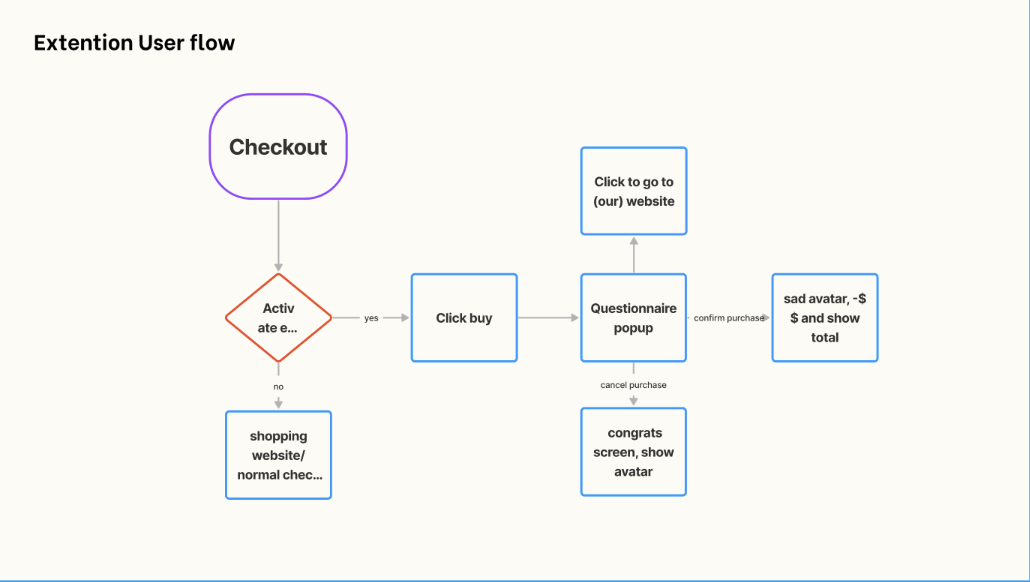 Extention User flow
Checkout
Click to go to
(our) website
Activ
ate e...
yes
Click buy
Questionnaire
popup
confirm purchase
sad avatar, -$
$ and show
total
no
cancel purchase
shopping
website/
normal chec...
congrats
screen, show
avatar